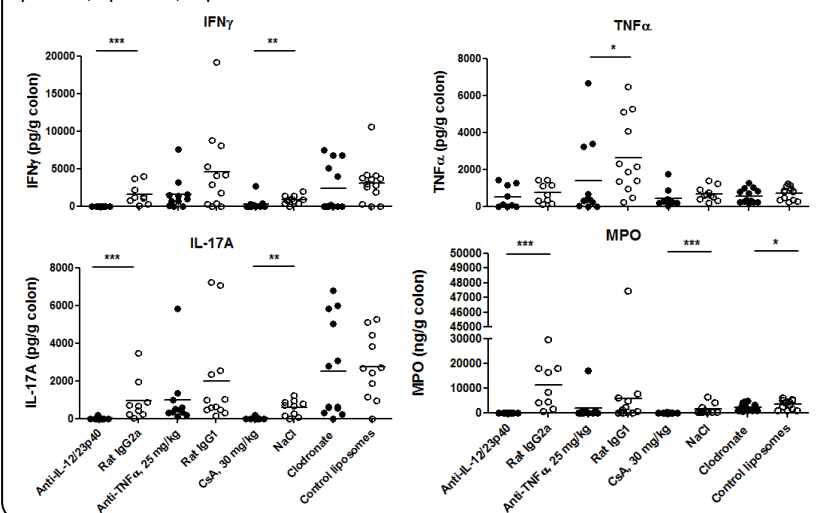 IFNγ
***
**
20000
15000
10000
5000
0
IFNγ (pg/g colon)
TNFα
*
8000
6000
4000
2000
0
TNFα (pg/g colon)
IL-17A
***
**
8000
6000
4000
2000
0
IL-17A (pg/g colon)
Anti-IL-12/23p40
Rat IgG2a
Anti-TNFα, 25 mg/kg
Rat IgG1
CsA, 30 mg/kg
NaCl
Clodronate
Control liposomes
MPO
***
***
*
50000
49000
48000
47000
46000
45000
30000
20000
10000
0
MPO (ng/g colon)
Anti-IL-12/23p40
Rat IgG2a
Anti-TNFα, 25 mg/kg
Rat IgG1
CsA, 30 mg/kg
NaCl
Clodronate
Control liposomes